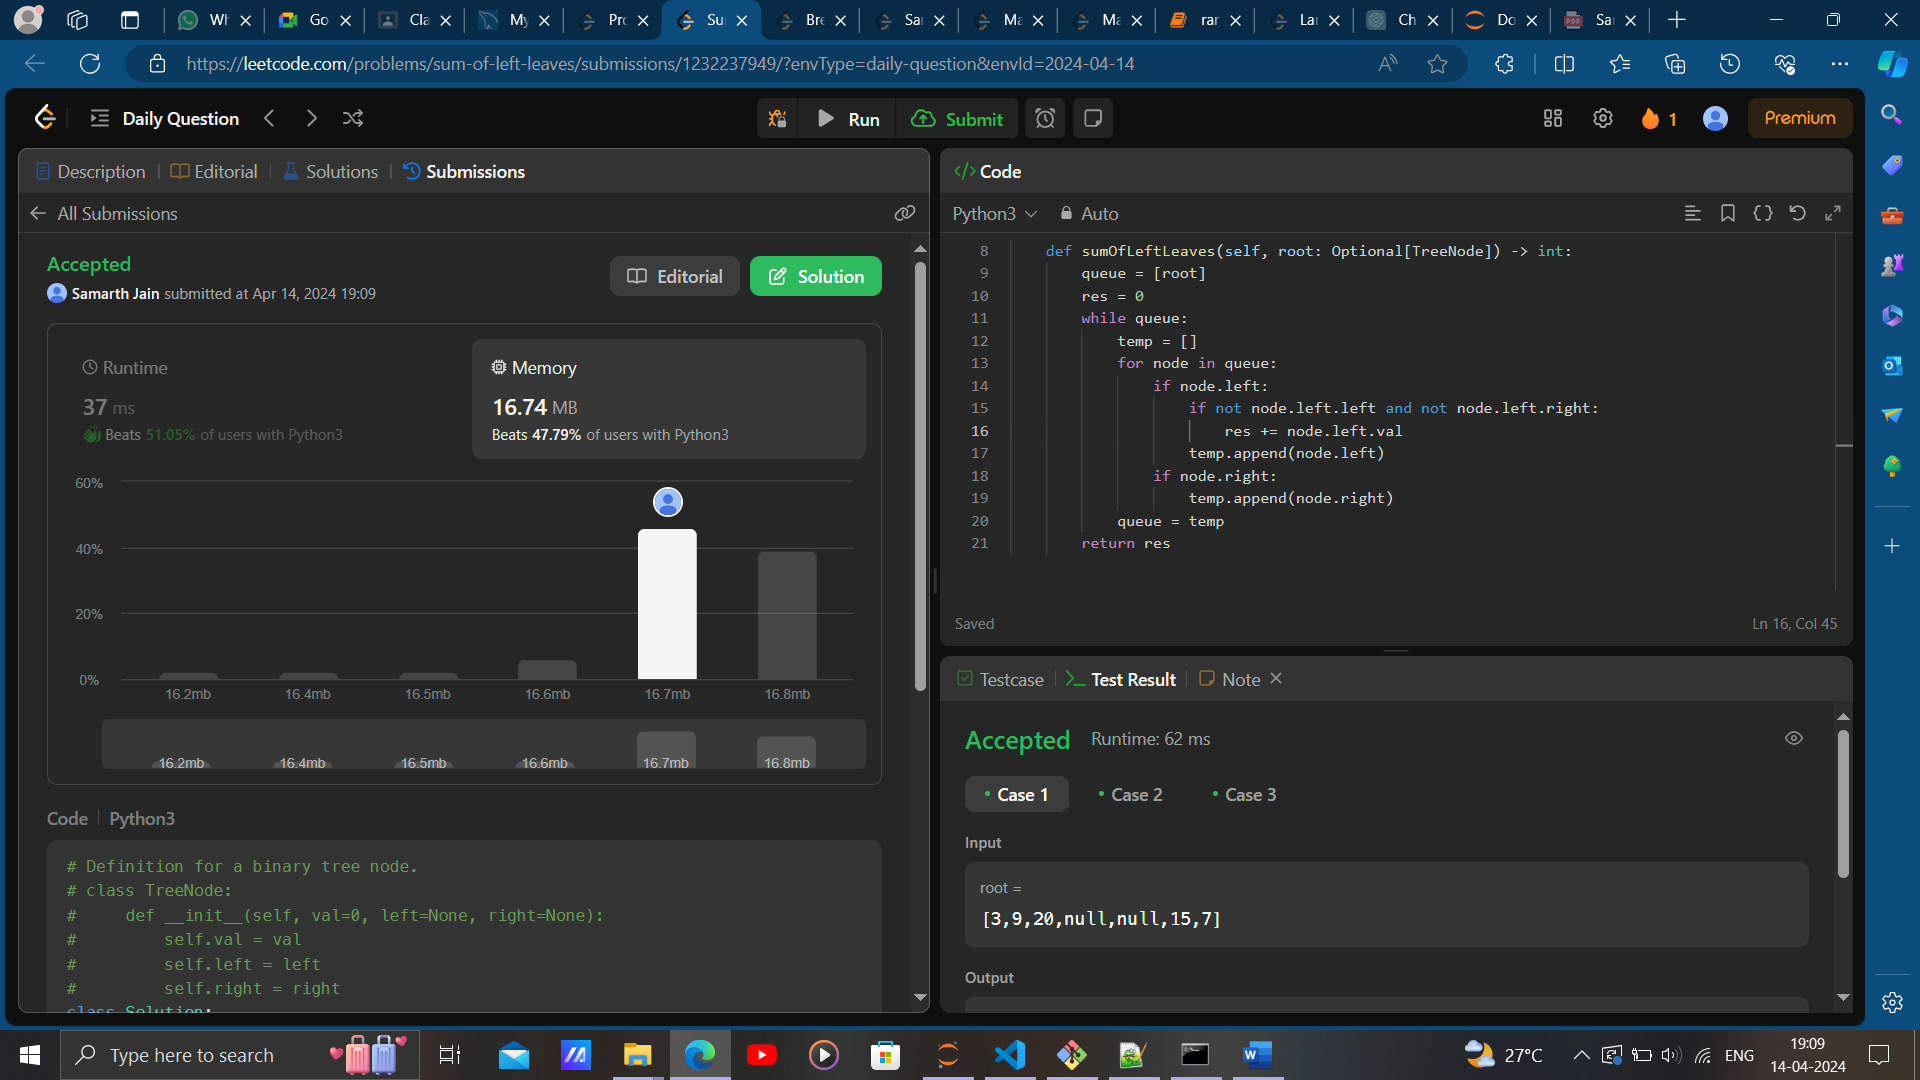 Wh
Go
Cla
My
Pro
Su
Bre
Sar
Ma
Ma
rar
Lar
Ch
Do
Sa
https://leetcode.com/problems/sum-of-left-leaves/submissions/1232237949/?envType=daily-question&envId=2024-04-14
Daily Question
Run
Submit
1
Premium
Description
Editorial
Solutions
Submissions
All Submissions
Accepted
Samarth Jain submitted at Apr 14, 2024 19:09
Editorial
Solution
Runtime
37 ms
Beats 51.05% of users with Python3
Memory
16.74 MB
Beats 47.79% of users with Python3
60%
40%
20%
0%
16.2mb 16.4mb 16.5mb 16.6mb 16.7mb 16.8mb
16.2mb 16.4mb 16.5mb 16.6mb 16.7mb 16.8mb
Code Python3
# Definition for a binary tree node.
# class TreeNode:
#     def __init__(self, val=0, left=None, right=None):
#         self.val = val
#         self.left = left
#         self.right = right
class Solution:
</> Code
Python3 Auto
8     def sumOfLeftLeaves(self, root: Optional[TreeNode]) -> int:
9         queue = [root]
10         res = 0
11         while queue:
12             temp = []
13             for node in queue:
14                 if node.left:
15                     if not node.left.left and not node.left.right:
16                         res += node.left.val
17                     temp.append(node.left)
18                 if node.right:
19                     temp.append(node.right)
20             queue = temp
21         return res
Saved
Ln 16, Col 45
Testcase
Test Result
Note
Accepted Runtime: 62 ms
Case 1
Case 2
Case 3
Input
root =
[3,9,20,null,null,15,7]
Output
Type here to search
27°C
ENG
19:09
14-04-2024